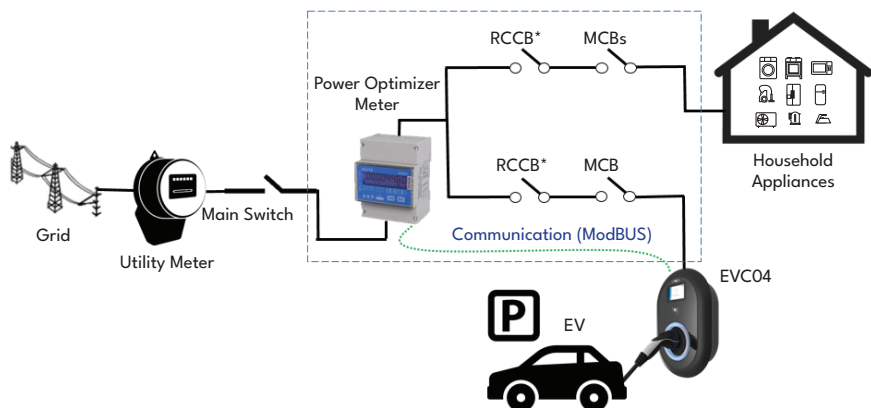 RCCB*
MCBs
Power Optimizer
Meter
Household
Appliances
RCCB*
MCB
Main Switch
Grid
Utility Meter
Communication (ModBUS)
EVC04
P
EV